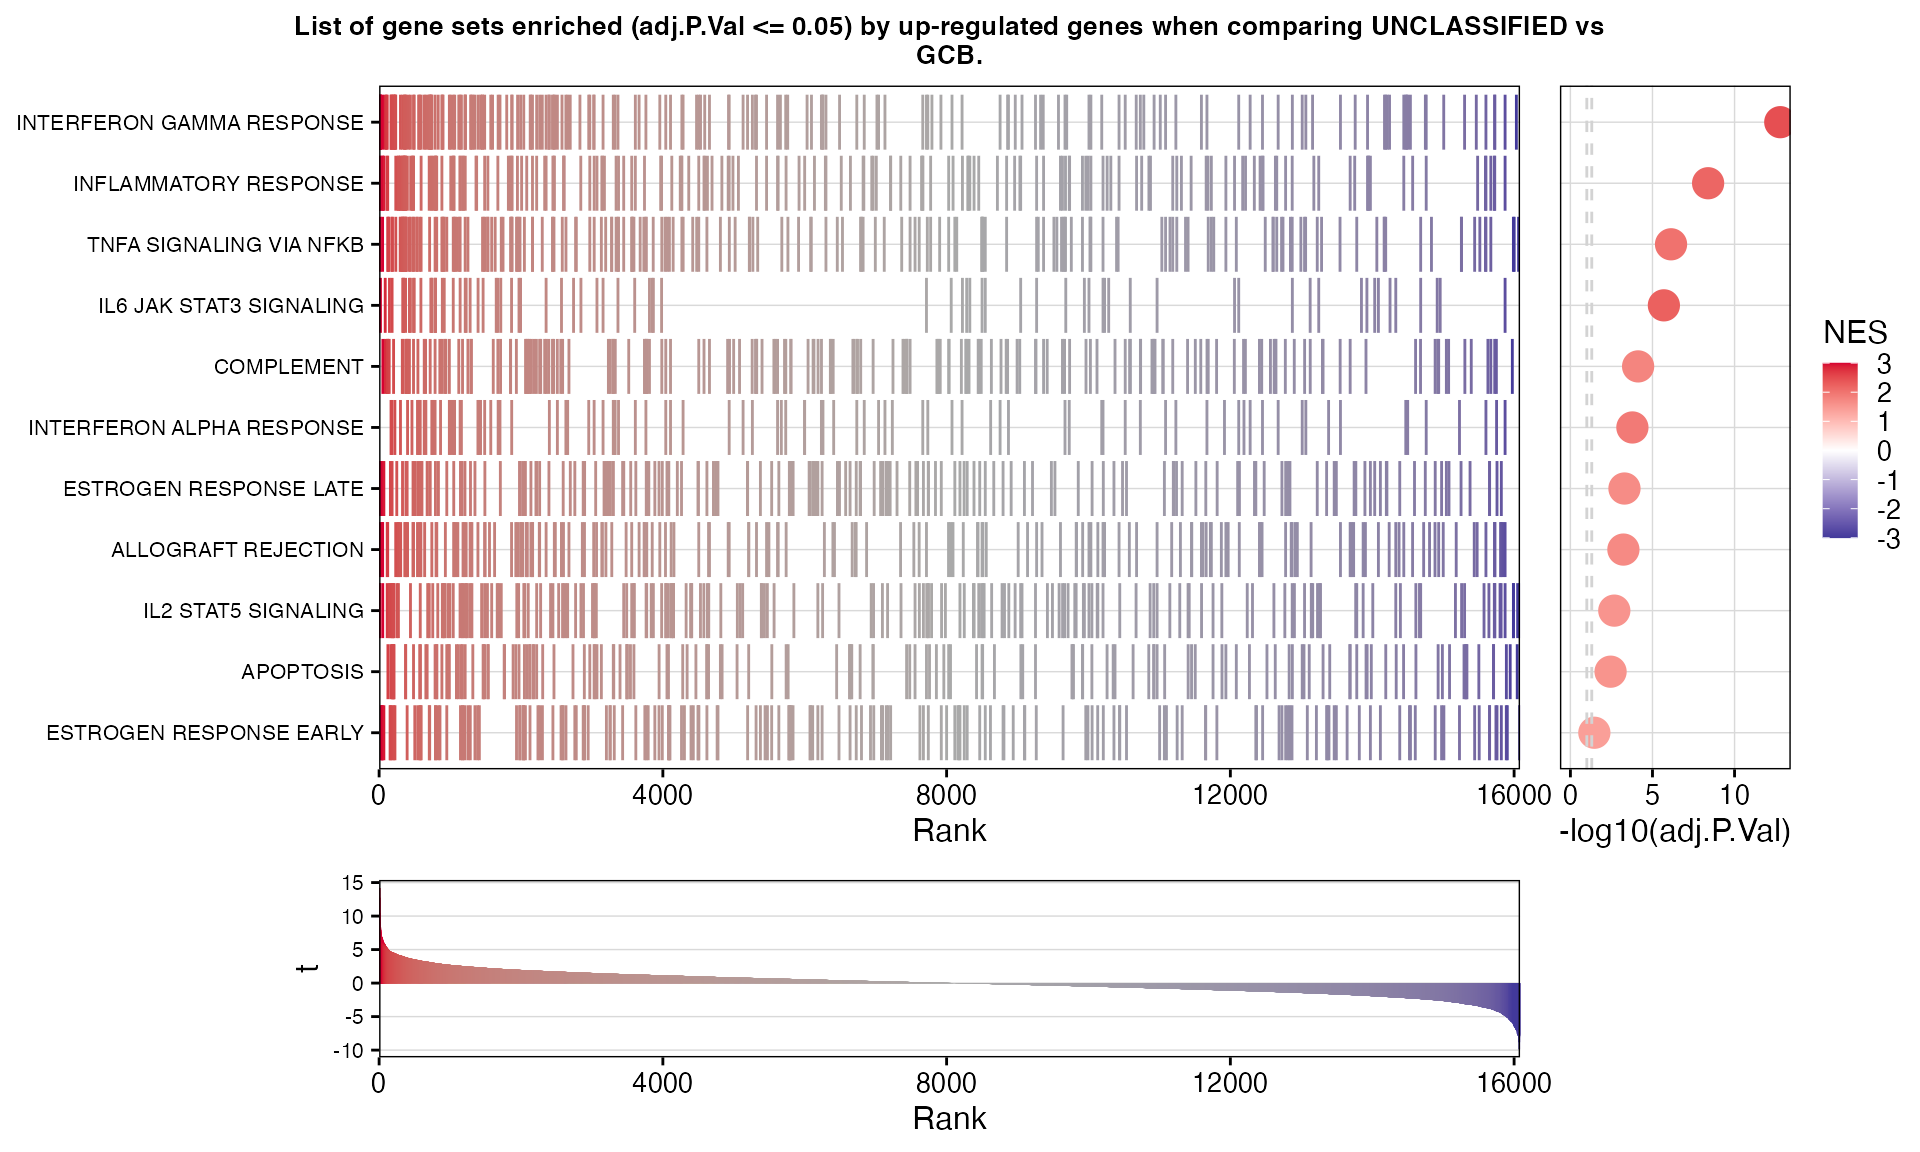 List of gene sets enriched (adj.P.Val <= 0.05) by up-regulated genes when comparing UNCLASSIFIED vs
GCB.
INTERFERON GAMMA RESPONSE
INFLAMMATORY RESPONSE
TNFA SIGNALING VIA NFKB
IL6 JAK STAT3 SIGNALING
COMPLEMENT
INTERFERON ALPHA RESPONSE
ESTROGEN RESPONSE LATE
ALLOGRAFT REJECTION
IL2 STAT5 SIGNALING
APOPTOSIS
ESTROGEN RESPONSE EARLY
0 4000 8000 12000 16000
Rank
0 5 10
-log10(adj.P.Val)
NES
3
2
1
0
-1
-2
-3
t
15
10
5
0
-5
-10
0 4000 8000 12000 16000
Rank